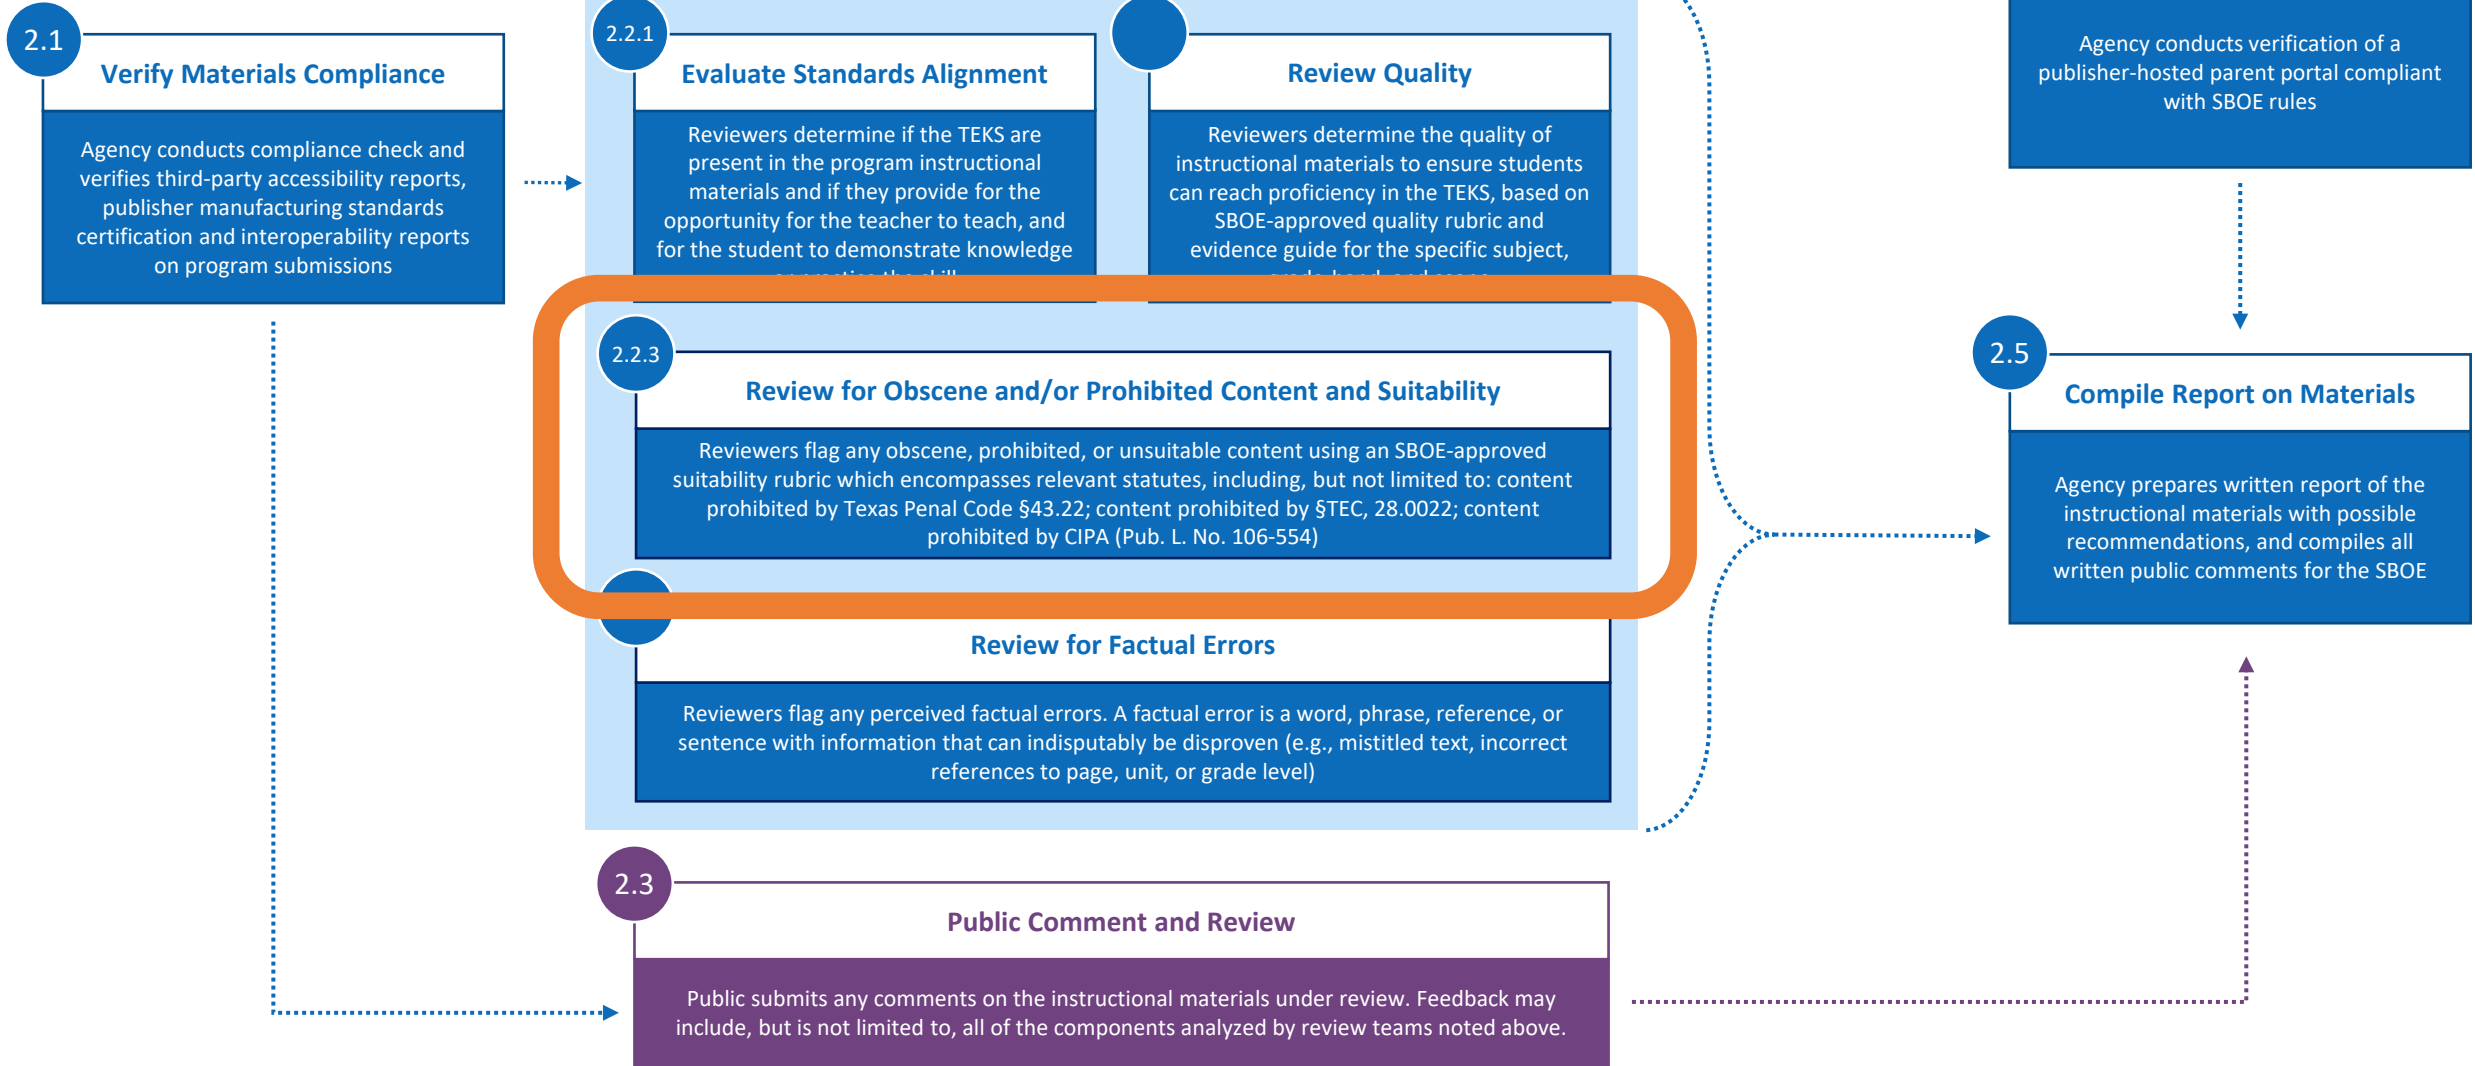 2.1
Verify Materials Compliance
Agency conducts compliance check and
verifies third-party accessibility reports,
publisher manufacturing standards
certification and interoperability reports
on program submissions
2.2.1
Evaluate Standards Alignment
Reviewers determine if the TEKS are
present in the program instructional
materials and if they provide for the
opportunity for the teacher to teach, and
for the student to demonstrate knowledge
Review Quality
Reviewers determine the quality of
instructional materials to ensure students
can reach proficiency in the TEKS, based on
SBOE-approved quality rubric and
evidence guide for the specific subject,
2.2.3
Review for Obscene and/or Prohibited Content and Suitability
Reviewers flag any obscene, prohibited, or unsuitable content using an SBOE-approved
suitability rubric which encompasses relevant statutes, including, but not limited to: content
prohibited by Texas Penal Code §43.22; content prohibited by §TEC, 28.0022; content
prohibited by CIPA (Pub. L. No. 106-554)
Review for Factual Errors
Reviewers flag any perceived factual errors. A factual error is a word, phrase, reference, or
sentence with information that can indisputably be disproven (e.g., mistitled text, incorrect
references to page, unit, or grade level)
2.3
Public Comment and Review
Public submits any comments on the instructional materials under review. Feedback may
include, but is not limited to, all of the components analyzed by review teams noted above.
Agency conducts verification of a
publisher-hosted parent portal compliant
with SBOE rules
2.5
Compile Report on Materials
Agency prepares written report of the
instructional materials with possible
recommendations, and compiles all
written public comments for the SBOE